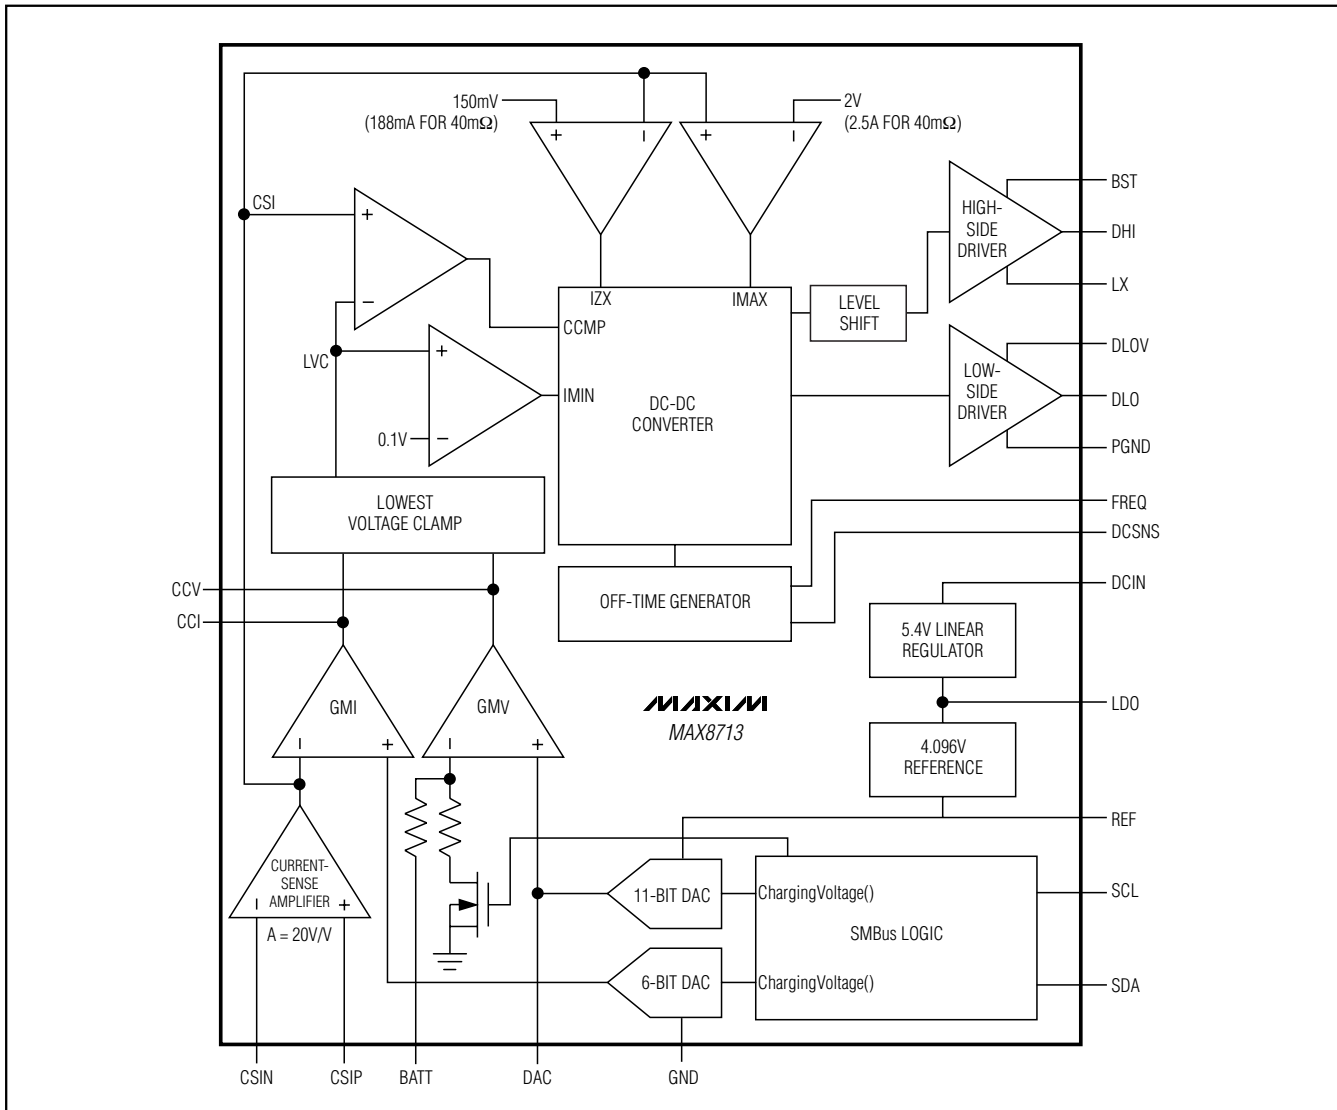 150mV
(188mA FOR 40mΩ)
2V
(2.5A FOR 40mΩ)
+
–
+
–
CSI
+
–
LVC
+
0.1V
–
IZX
IMAX
CCMP
IMIN
DC-DC
CONVERTER
LEVEL
SHIFT
HIGH-
SIDE
DRIVER
BST
DHI
LX
LOW-
SIDE
DRIVER
DLOV
DLO
PGND
LOWEST
VOLTAGE CLAMP
FREQ
DCSNS
OFF-TIME GENERATOR
DCIN
CCV
CCI
5.4V LINEAR
REGULATOR
GMI
–
+
GMV
–
+
MAXIM
MAX8713
LDO
4.096V
REFERENCE
REF
CURRENT-
SENSE
AMPLIFIER
–
+
A = 20V/V
11-BIT DAC
ChargingVoltage()
SCL
SMBus LOGIC
6-BIT DAC
ChargingVoltage()
SDA
CSIN
CSIP
BATT
DAC
GND